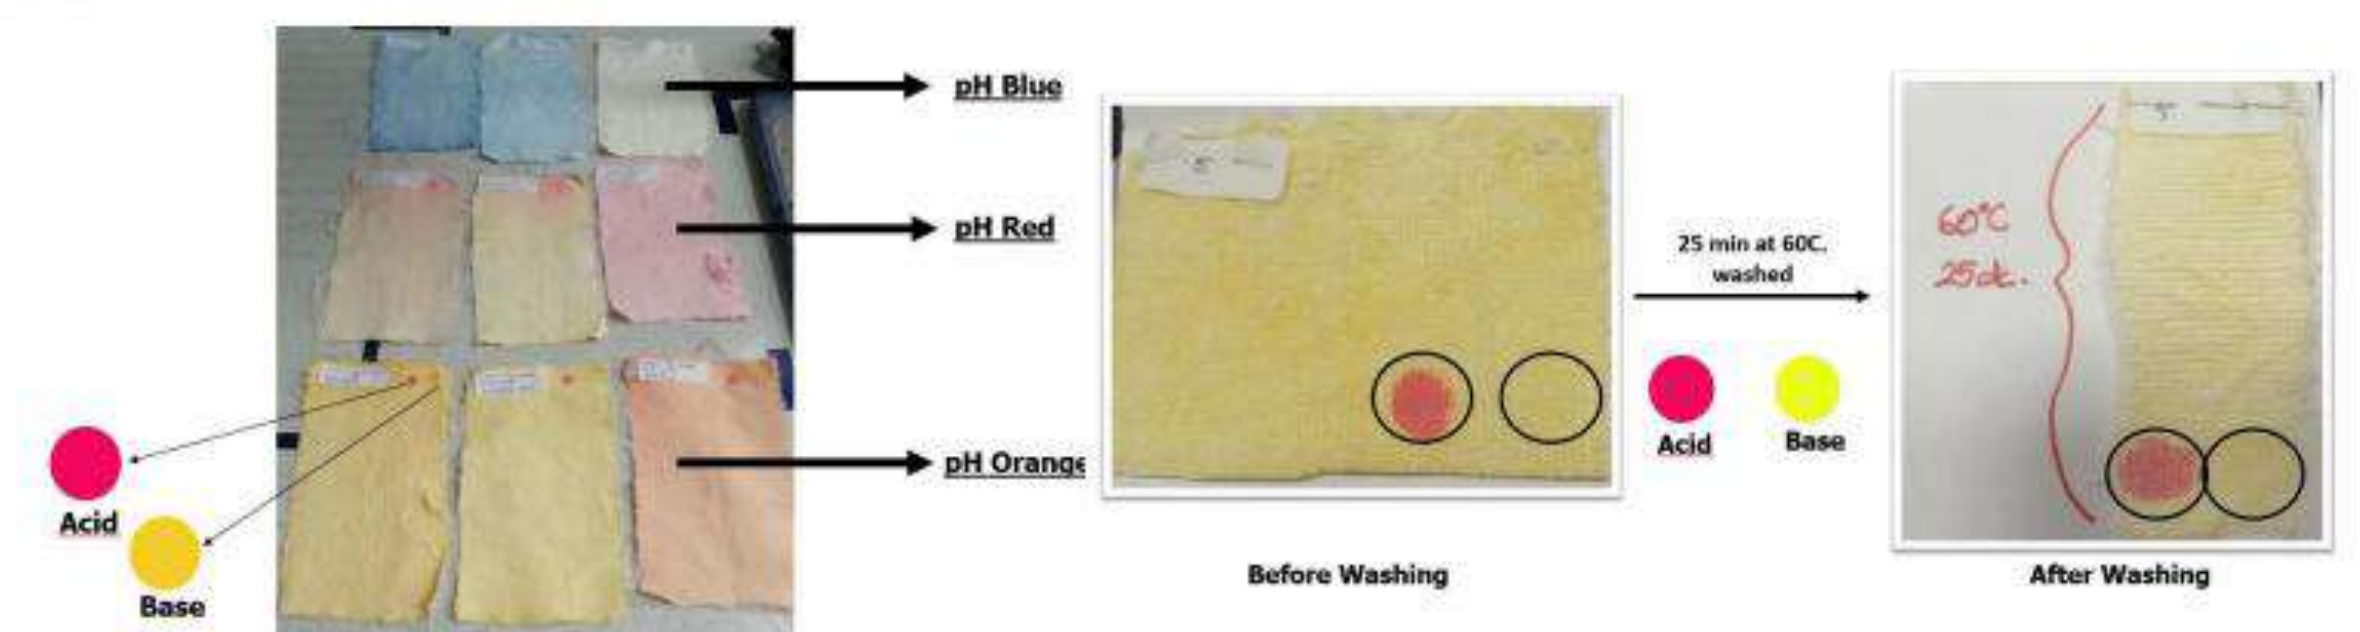 pH Blue
pH Red
pH Orange
Acid
Base
Before Washing
25 min at 60C.
washed
Acid
Base
60°C
25dk.
After Washing